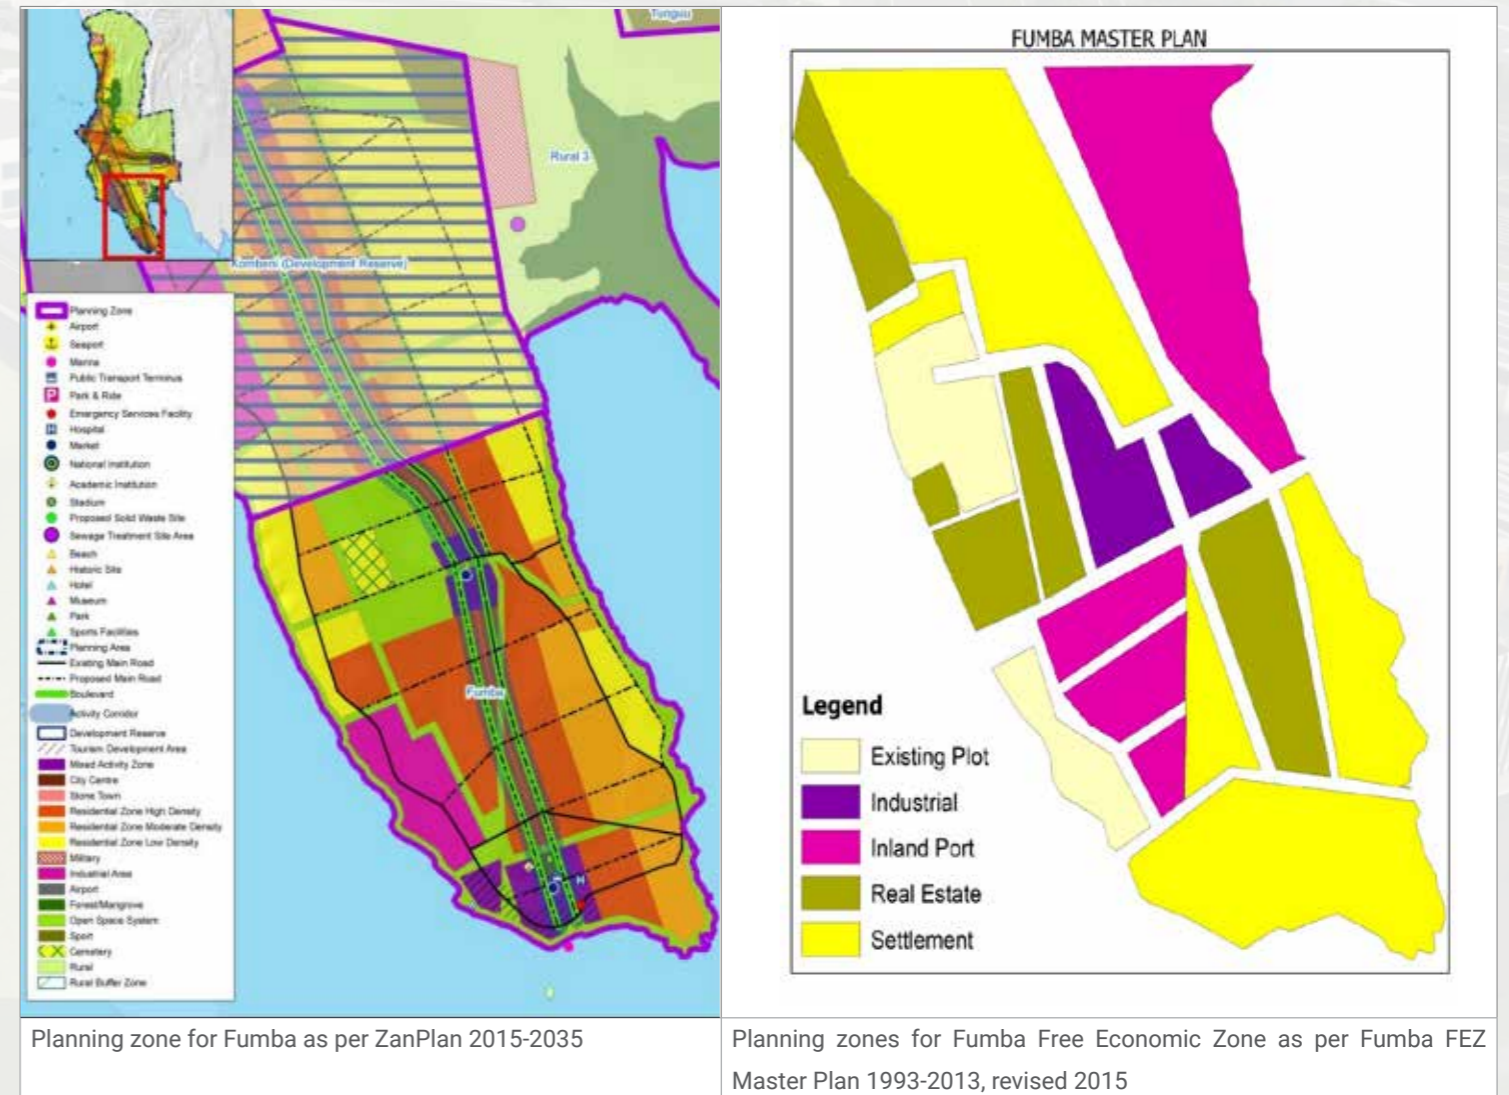 Tunguu
Rural 3
Kombeni (Development Reserve)
Fumba
H
Planning Zone
Airport
Seaport
Marina
Public Transport Terminus
P
Park & Ride
Emergency Services Facility
H
Hospital
Market
National Institution
Academic Institution
Stadium
Proposed Solid Waste Site
Sewage Treatment Site Area
Beach
Historic Site
Hotel
Museum
Park
Sports Facilities
Planning Area
Existing Main Road
Proposed Main Road
Boulevard
Activity Corridor
Development Reserve
Tourism Development Area
Mixed Activity Zone
City Centre
Stone Town
Residential Zone High Density
Residential Zone Moderate Density
Residential Zone Low Density
Military
Industrial Area
Airport
Forest/Mangrove
Open Space System
Sport
Cemetery
Rural
Rural Buffer Zone
Planning zone for Fumba as per ZanPlan 2015-2035
FUMBA MASTER PLAN
Legend
Existing Plot
Industrial
Inland Port
Real Estate
Settlement
Planning zones for Fumba Free Economic Zone as per Fumba FEZ
Master Plan 1993-2013, revised 2015